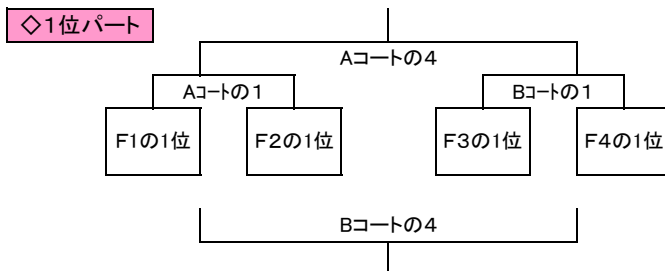 ◇1位パート
Aコートの4
Aコートの1
Bコートの1
F1の1位
F2の1位
F3の1位
F4の1位
Bコートの4